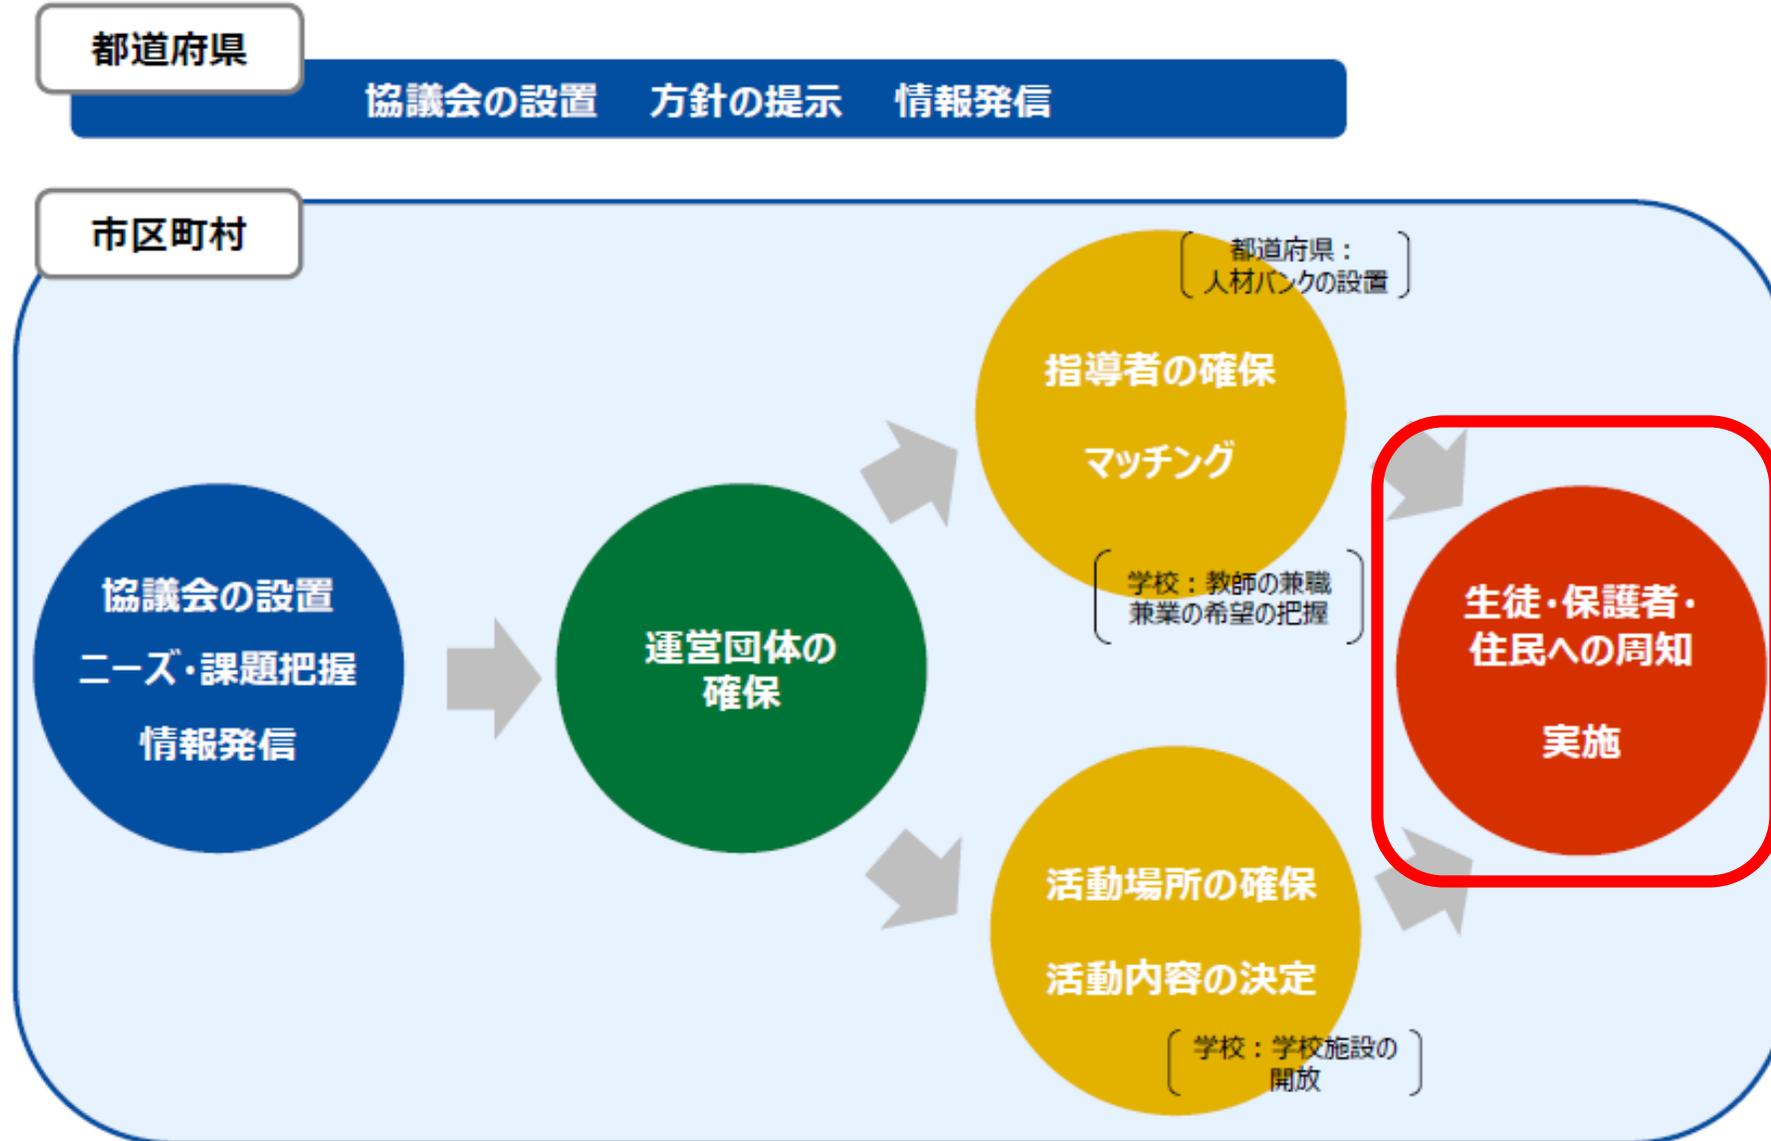 都道府県
協議会の設置 方針の提示 情報発信
市区町村
協議会の設置
ニーズ・課題把握
情報発信
運営団体の
確保
都道府県：
人材バンクの設置
指導者の確保
マッチング
学校：教師の兼職
兼業の希望の把握
活動場所の確保
活動内容の決定
学校：学校施設の
開放
生徒・保護者・
住民への周知
実施